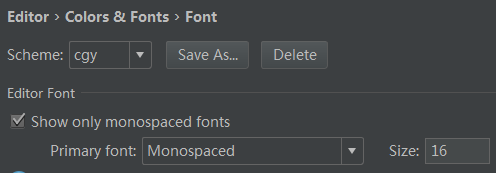 Editor › Colors & Fonts › Font
Scheme: cgy Save As... Delete
Editor Font
Show only monospaced fonts
Primary font: Monospaced Size: 16